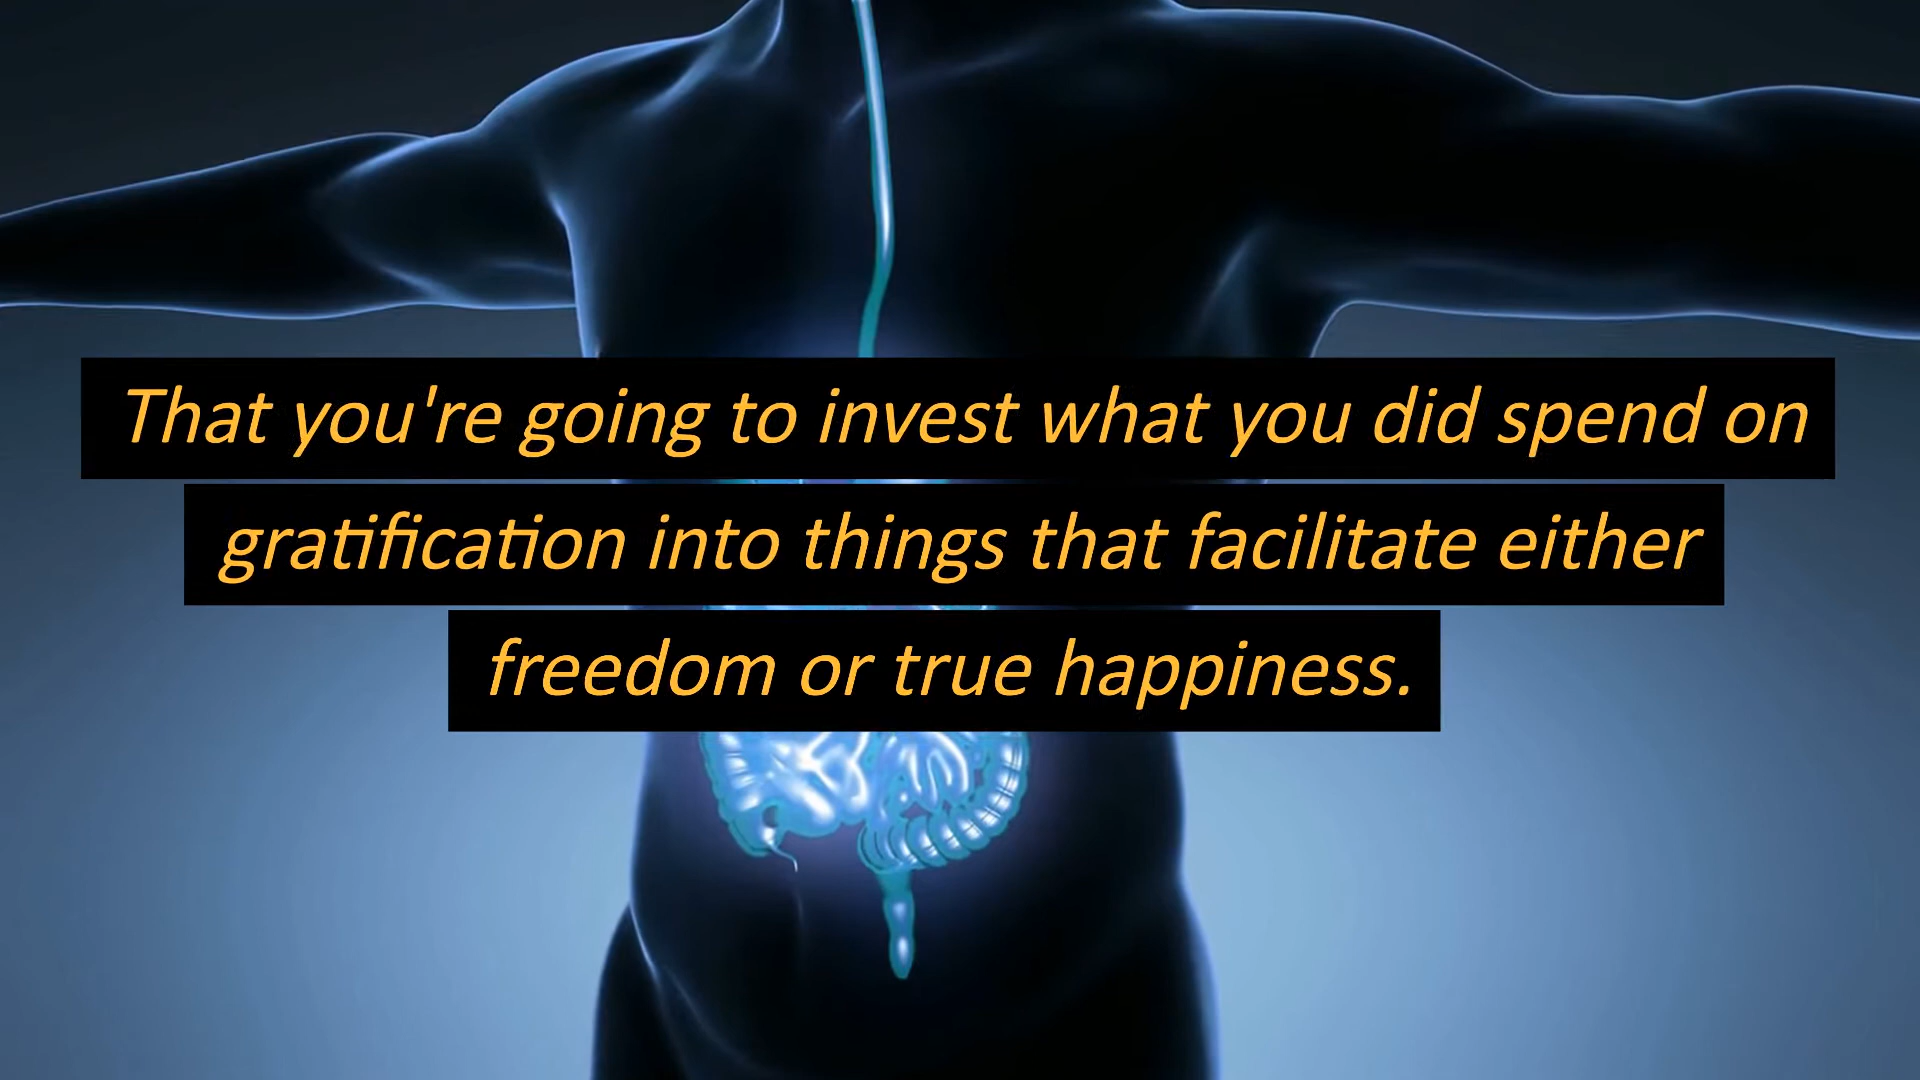 That you're going to invest what you did spend on
gratification into things that facilitate either
freedom or true happiness.